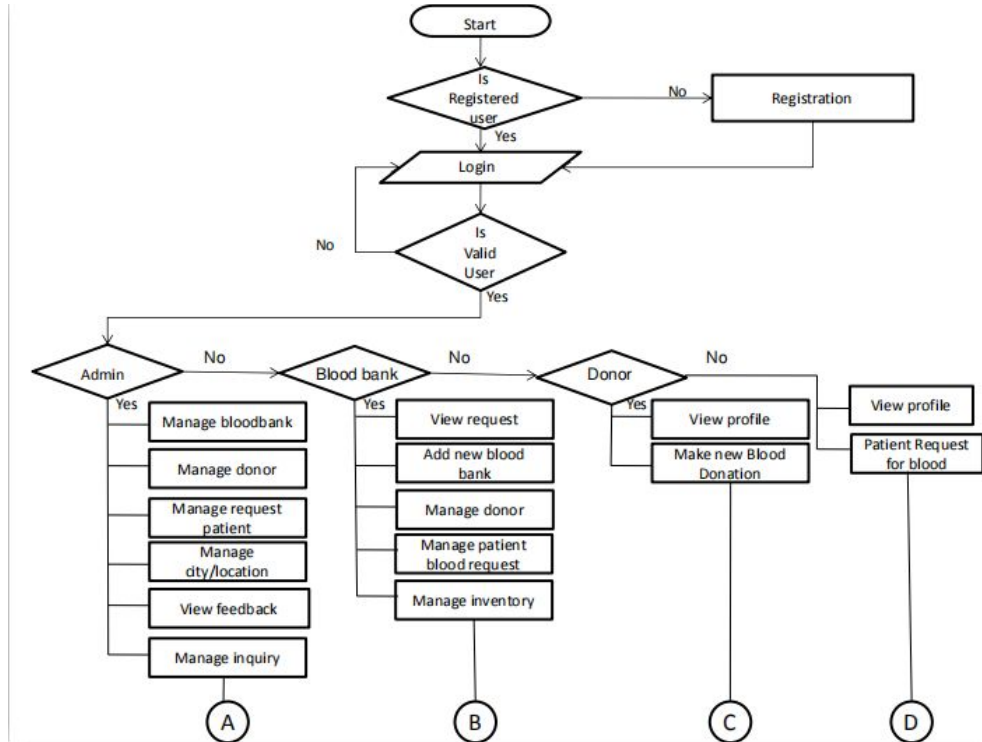 Start
Is
Registered
user
No
Registration
Yes
Login
Is
Valid
User
No
Yes
Admin
No
Blood bank
No
Donor
No
Yes
Manage bloodbank
Manage donor
Manage request
patient
Manage
city/location
View feedback
Manage inquiry
Yes
View request
Add new blood
bank
Manage donor
Manage patient
blood request
Manage inventory
Yes
View profile
Make new Blood
Donation
View profile
Patient Request
for blood
A
B
C
D